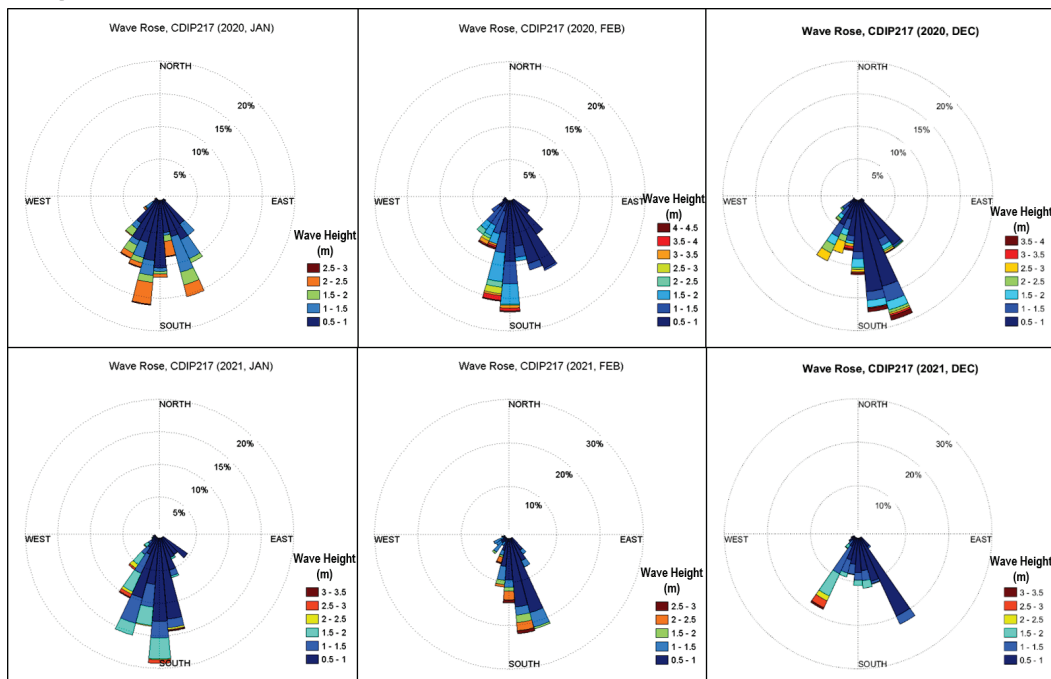 Wave Rose, CDIP217 (2020, JAN)
NORTH
20%
15%
10%
5%
WEST
EAST
SOUTH
Wave Height
(m)
2.5 - 3
2 - 2.5
1.5 - 2
1 - 1.5
0.5 - 1
Wave Rose, CDIP217 (2020, FEB)
NORTH
20%
15%
10%
5%
WEST
EAST
SOUTH
Wave Height
(m)
4 - 4.5
3.5 - 4
3 - 3.5
2.5 - 3
2 - 2.5
1.5 - 2
1 - 1.5
0.5 - 1
Wave Rose, CDIP217 (2020, DEC)
NORTH
20%
15%
10%
5%
WEST
EAST
SOUTH
Wave Height
(m)
3.5 - 4
3 - 3.5
2.5 - 3
2 - 2.5
1.5 - 2
1 - 1.5
0.5 - 1
Wave Rose, CDIP217 (2021, JAN)
NORTH
20%
15%
10%
5%
WEST
EAST
SOUTH
Wave Height
(m)
3 - 3.5
2.5 - 3
2 - 2.5
1.5 - 2
1 - 1.5
0.5 - 1
Wave Rose, CDIP217 (2021, FEB)
NORTH
30%
20%
10%
WEST
EAST
SOUTH
Wave Height
(m)
2.5 - 3
2 - 2.5
1.5 - 2
1 - 1.5
0.5 - 1
Wave Rose, CDIP217 (2021, DEC)
NORTH
30%
20%
10%
WEST
EAST
SOUTH
Wave Height
(m)
3 - 3.5
2.5 - 3
2 - 2.5
1.5 - 2
1 - 1.5
0.5 - 1